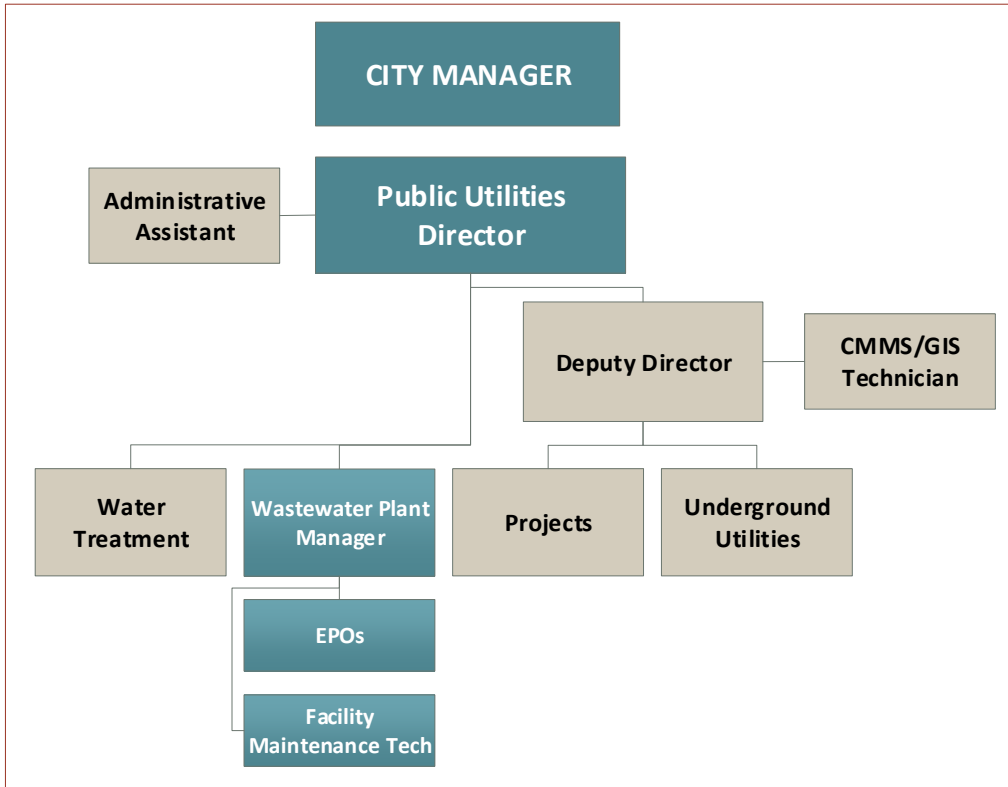 CITY MANAGER
Administrative
Assistant
Public Utilities
Director
Deputy Director
CMMS/GIS
Technician
Water
Treatment
Wastewater Plant
Manager
Projects
Underground
Utilities
EPOs
Facility
Maintenance Tech